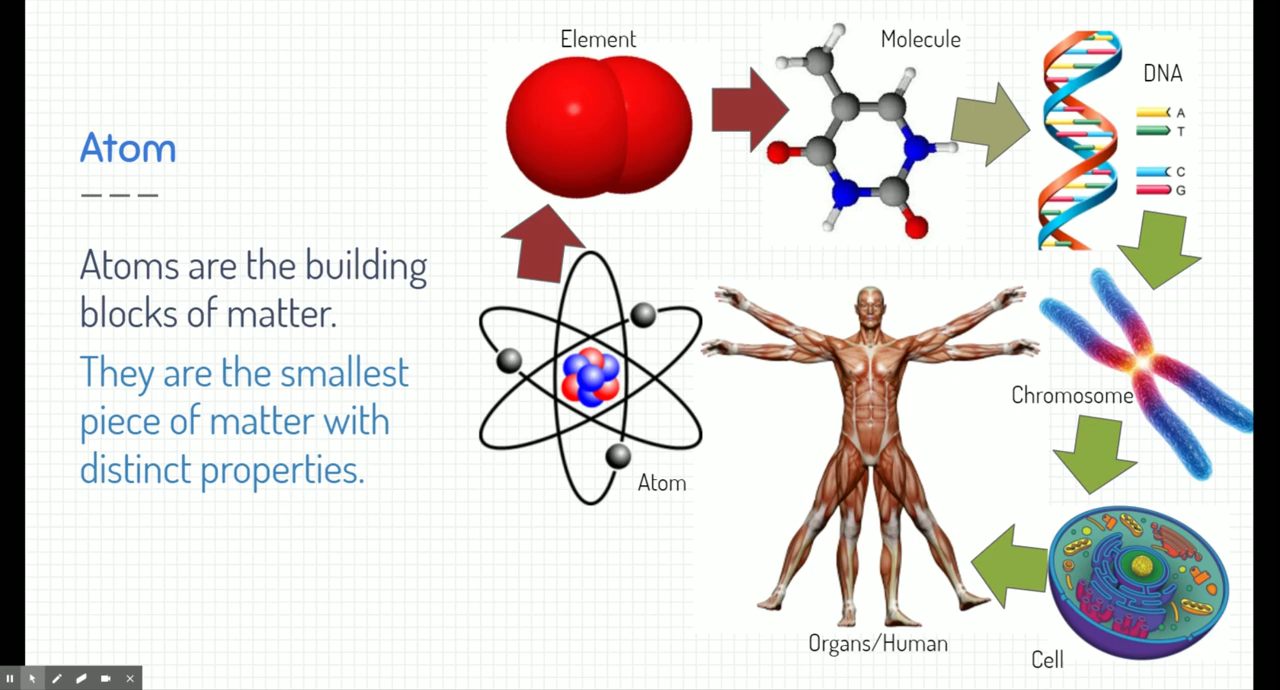 Atom
Atoms are the building
blocks of matter.
They are the smallest
piece of matter with
distinct properties.
Element
Molecule
DNA
A
T
C
G
Chromosome
Atom
Organs/Human
Cell